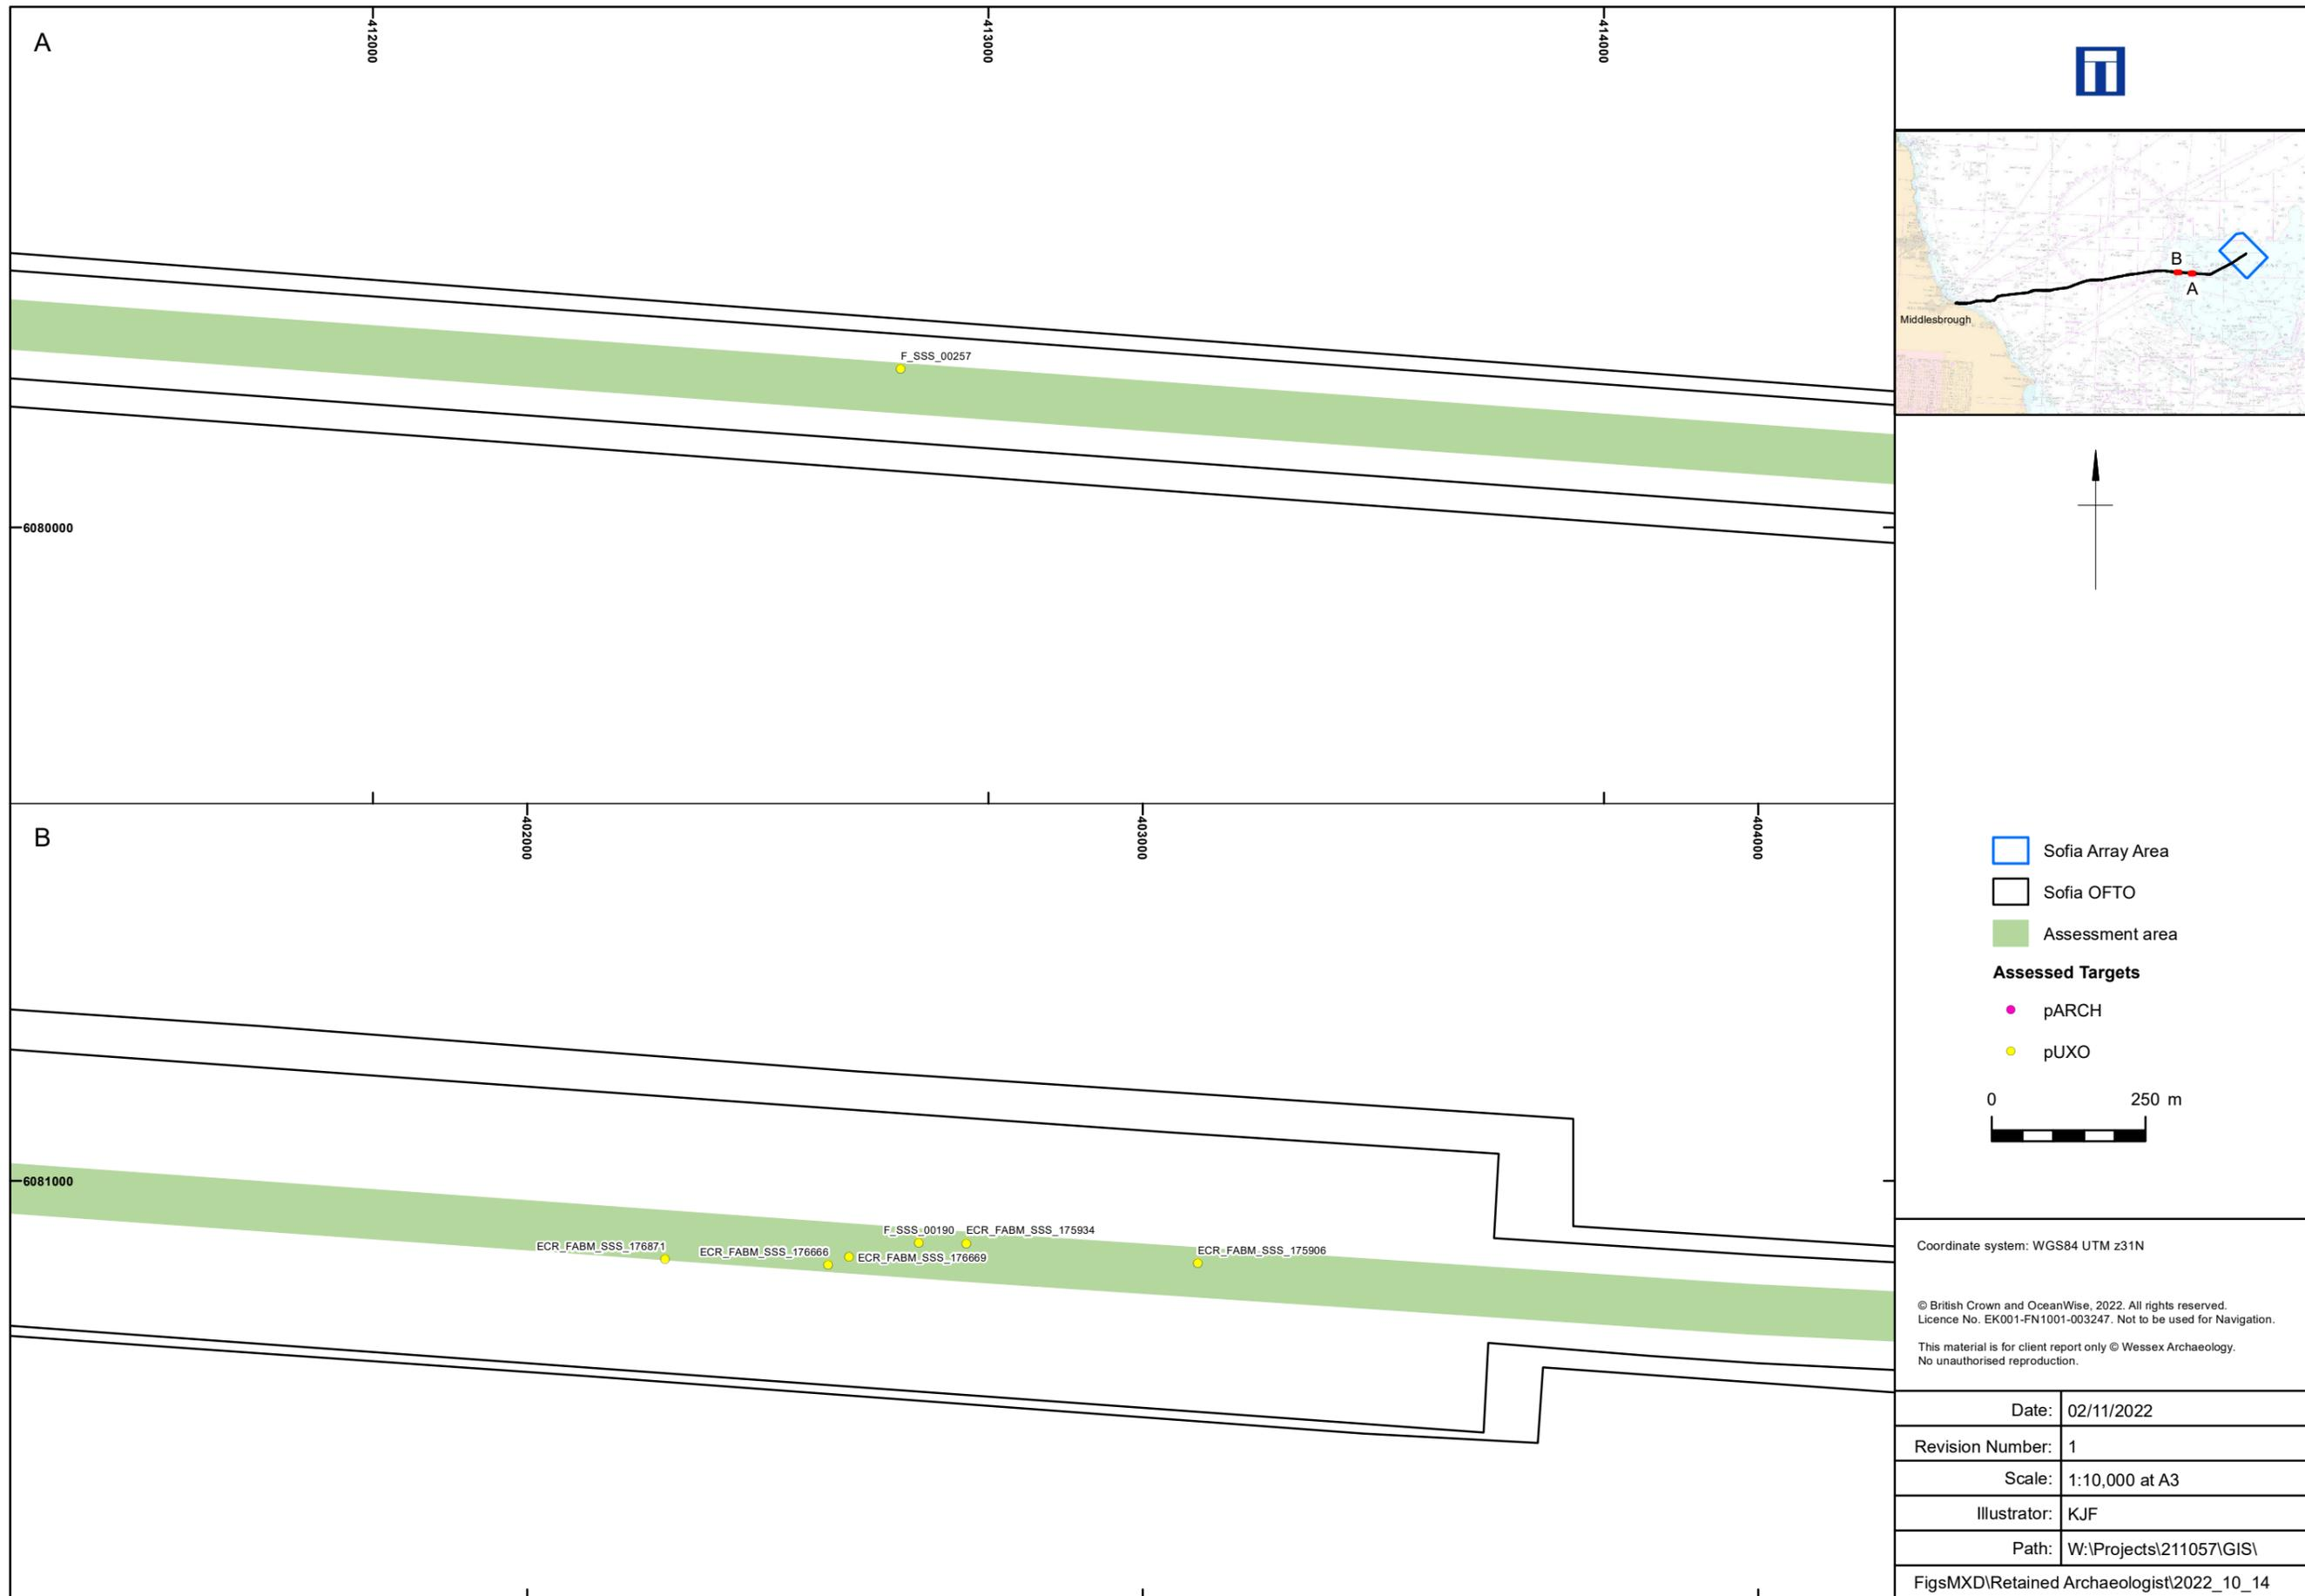 A
412000
413000
414000
F_SSS_00257
6080000
B
402000
403000
404000
6081000
F_SSS_00190
ECR_FABM_SSS_175934
ECR_FABM_SSS_176871
ECR_FABM_SSS_176666
ECR_FABM_SSS_176669
ECR_FABM_SSS_175906
B
A
Middlesbrough
Sofia Array Area
Sofia OFTO
Assessment area
Assessed Targets
pARCH
pUXO
0 250 m
Coordinate system: WGS84 UTM z31N
© British Crown and OceanWise, 2022. All rights reserved.
Licence No. EK001-FN1001-003247. Not to be used for Navigation.
This material is for client report only © Wessex Archaeology.
No unauthorised reproduction.
Date: 02/11/2022
Revision Number: 1
Scale: 1:10,000 at A3
Illustrator: KJF
Path: W:\Projects\211057\GIS\
FigsMXD\Retained Archaeologist\2022_10_14